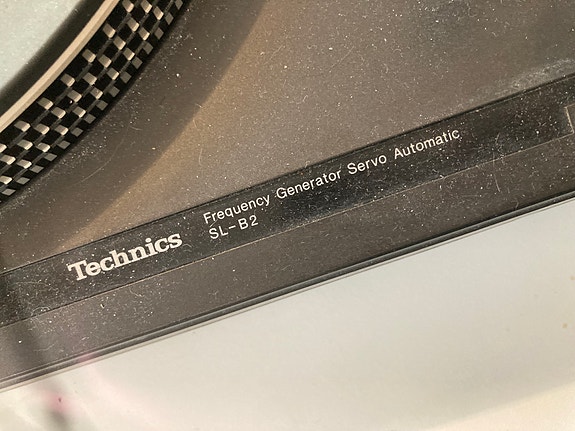 Technics
Frequency Generator Servo Automatic
SL-B2